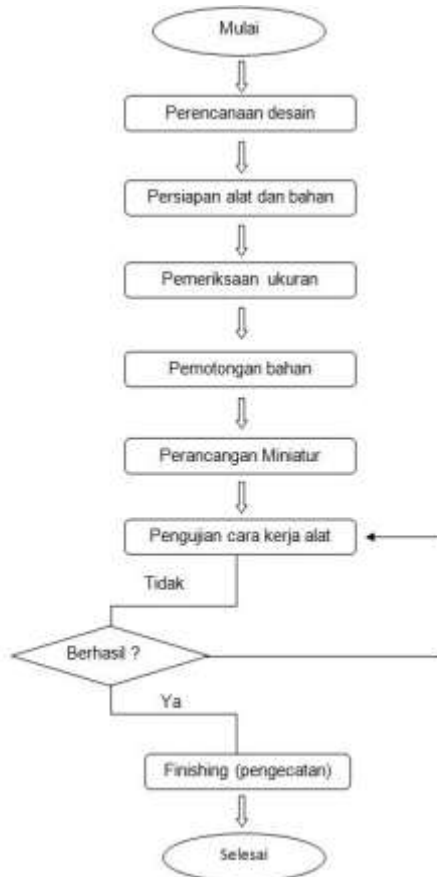 Mulai
Perencanaan desain
Persiapan alat dan bahan
Pemeriksaan ukuran
Pemotongan bahan
Perancangan Miniatur
Pengujian cara kerja alat
Tidak
Berhasil ?
Ya
Finishing (pengecatan)
Selesai